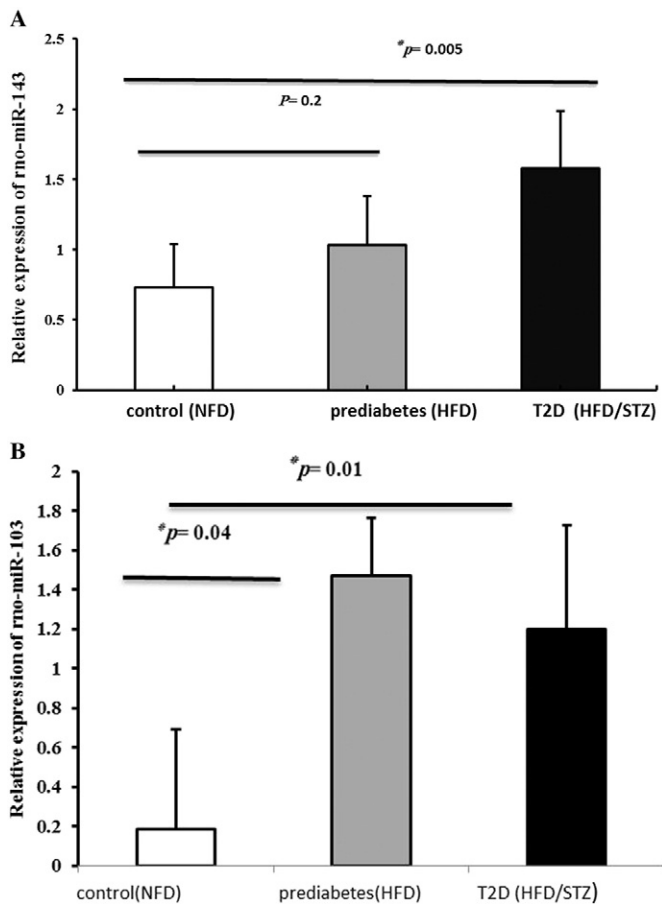 A
*p= 0.005
P= 0.2
Relative expression of rno-miR-143
2.5
2
1.5
1
0.5
0
control (NFD) prediabetes (HFD) T2D (HFD/STZ)
B
*p= 0.01
*p= 0.04
Relative expression of rno-miR-103
2
1.8
1.6
1.4
1.2
1
0.8
0.6
0.4
0.2
0
control(NFD) prediabetes(HFD) T2D (HFD/STZ)